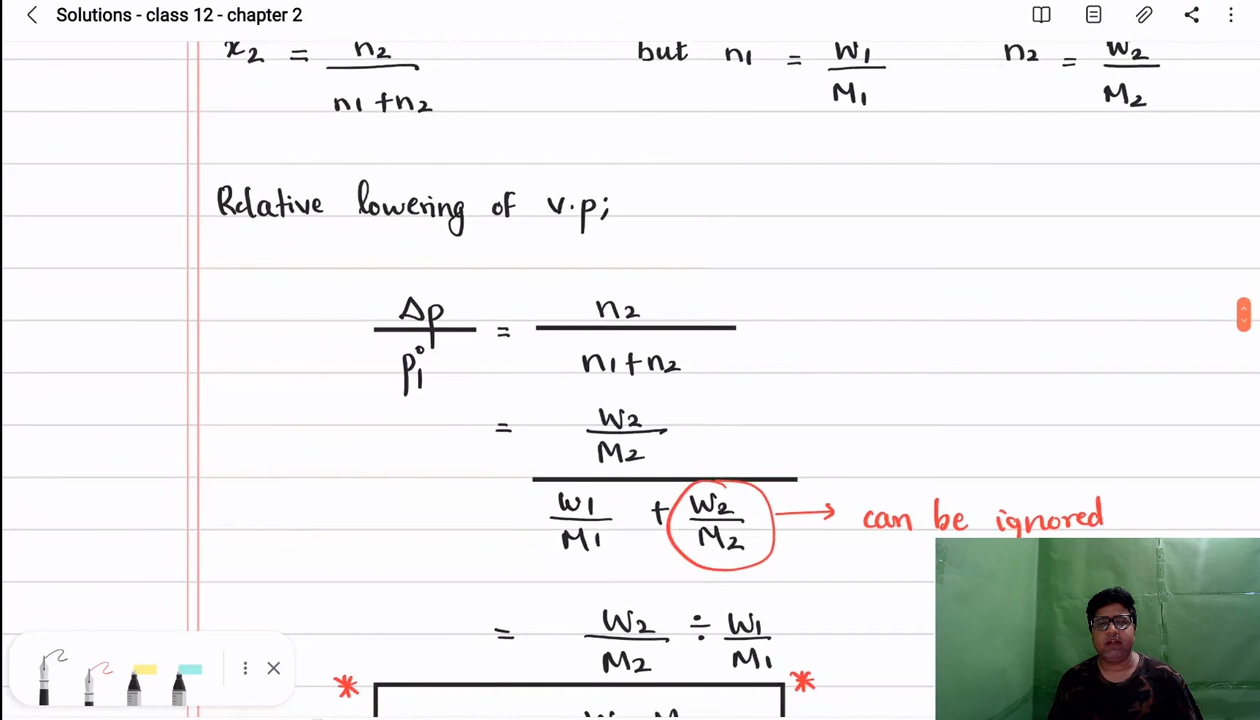 Solutions - class 12 - chapter 2
x2 = n2 / n1 + n2 but n1 = W1 / M1 n2 = W2 / M2
Relative lowering of v.p;
Δp / p1° = n2 / n1 + n2
= W2 / M2 / W1 / M1 + W2 / M2 → can be ignored
= W2 / M2 ÷ W1 / M1
* *